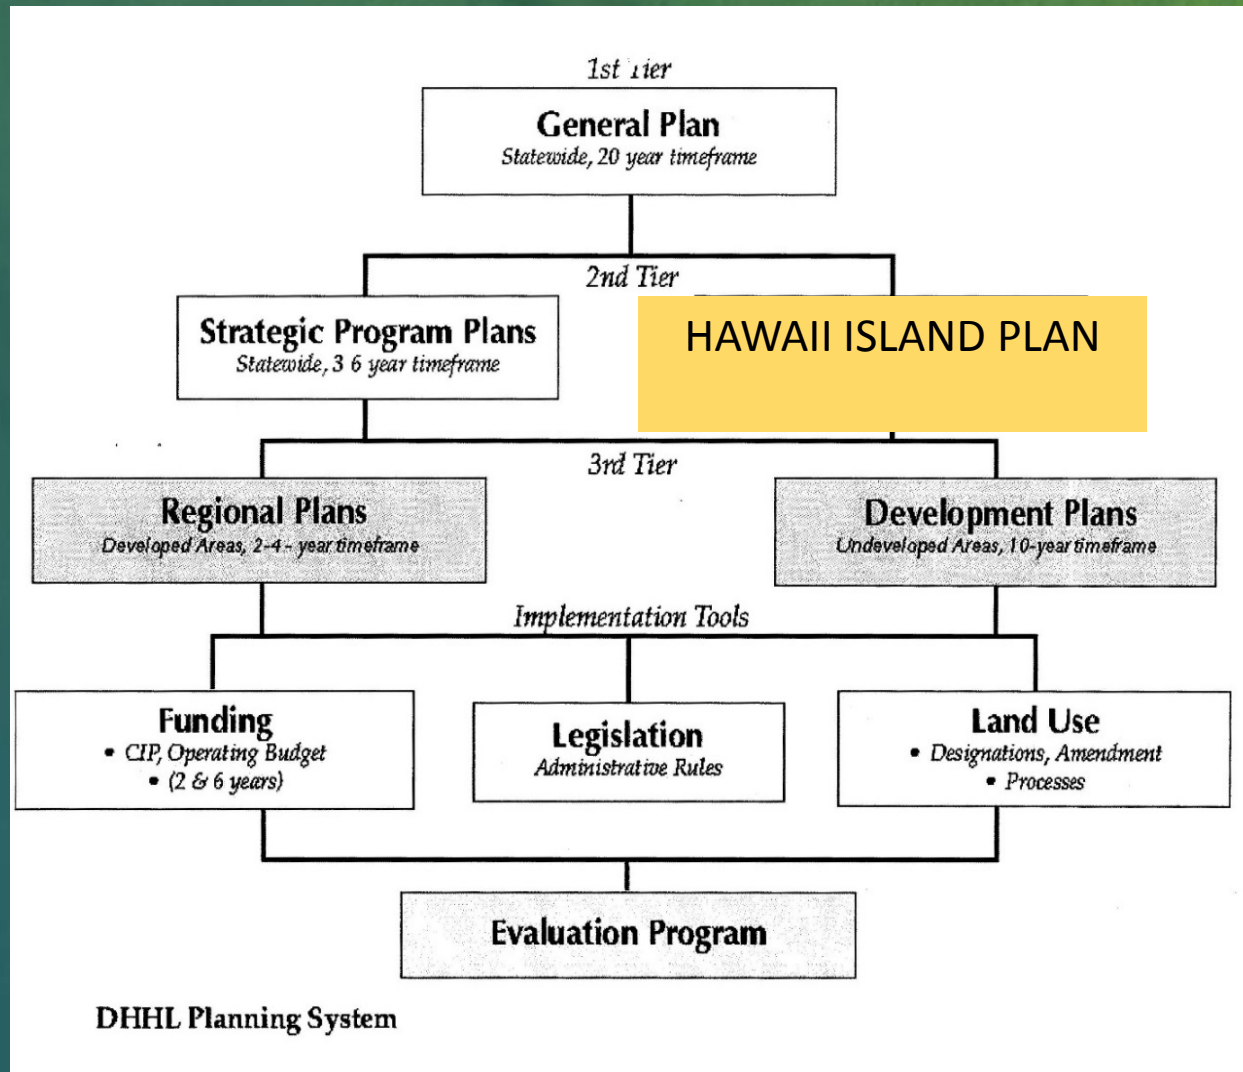 1st Tier
General Plan
Statewide, 20 year timeframe
2nd Tier
Strategic Program Plans
Statewide, 3 6 year timeframe
HAWAII ISLAND PLAN
3rd Tier
Regional Plans
Developed Areas, 2-4 - year timeframe
Development Plans
Undeveloped Areas, 10-year timeframe
Implementation Tools
Funding
• CIP, Operating Budget
• (2 & 6 years)
Legislation
Administrative Rules
Land Use
• Designations, Amendment
• Processes
Evaluation Program
DHHL Planning System